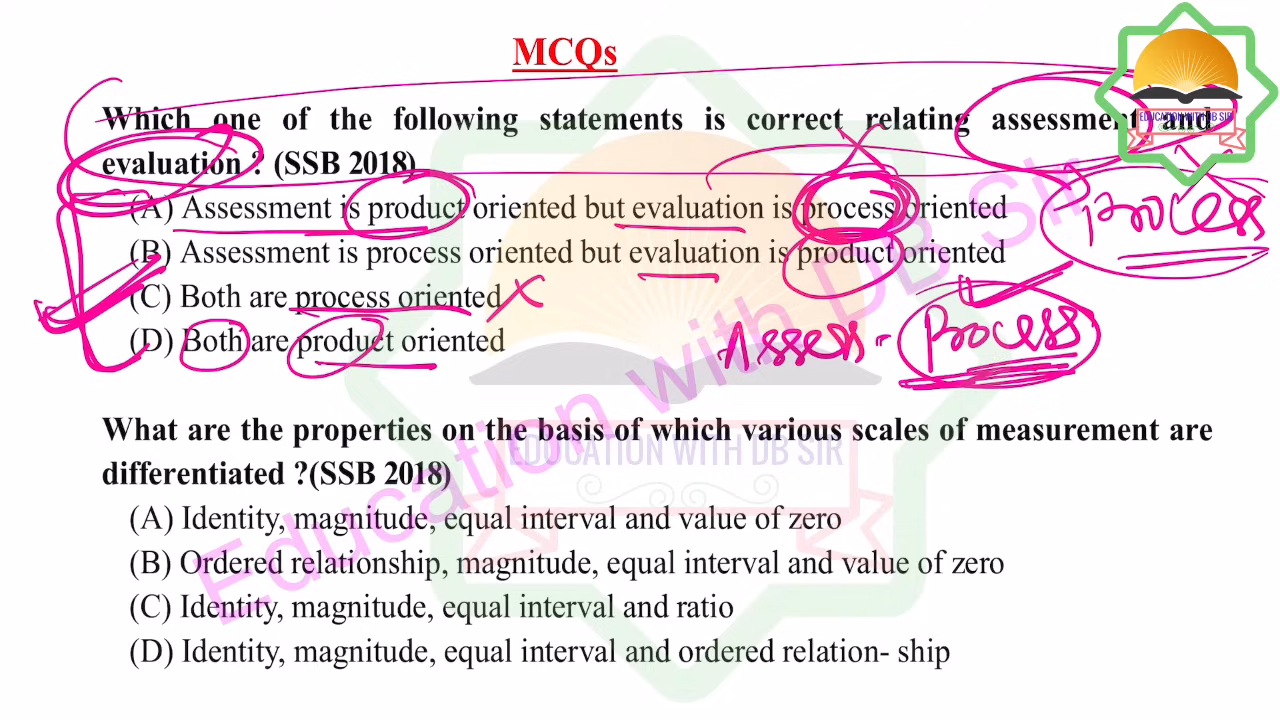 MCQs
Which one of the following statements is correct relating assessment and
evaluation ? (SSB 2018)
(A) Assessment is product oriented but evaluation is process oriented
(B) Assessment is process oriented but evaluation is product oriented
(C) Both are process oriented
(D) Both are product oriented
Process
Assess - Process
What are the properties on the basis of which various scales of measurement are
differentiated ?(SSB 2018)
(A) Identity, magnitude, equal interval and value of zero
(B) Ordered relationship, magnitude, equal interval and value of zero
(C) Identity, magnitude, equal interval and ratio
(D) Identity, magnitude, equal interval and ordered relation- ship
EDUCATION WITH DB SIR
EDUCATION WITH DB SIR
Education with DB Sir